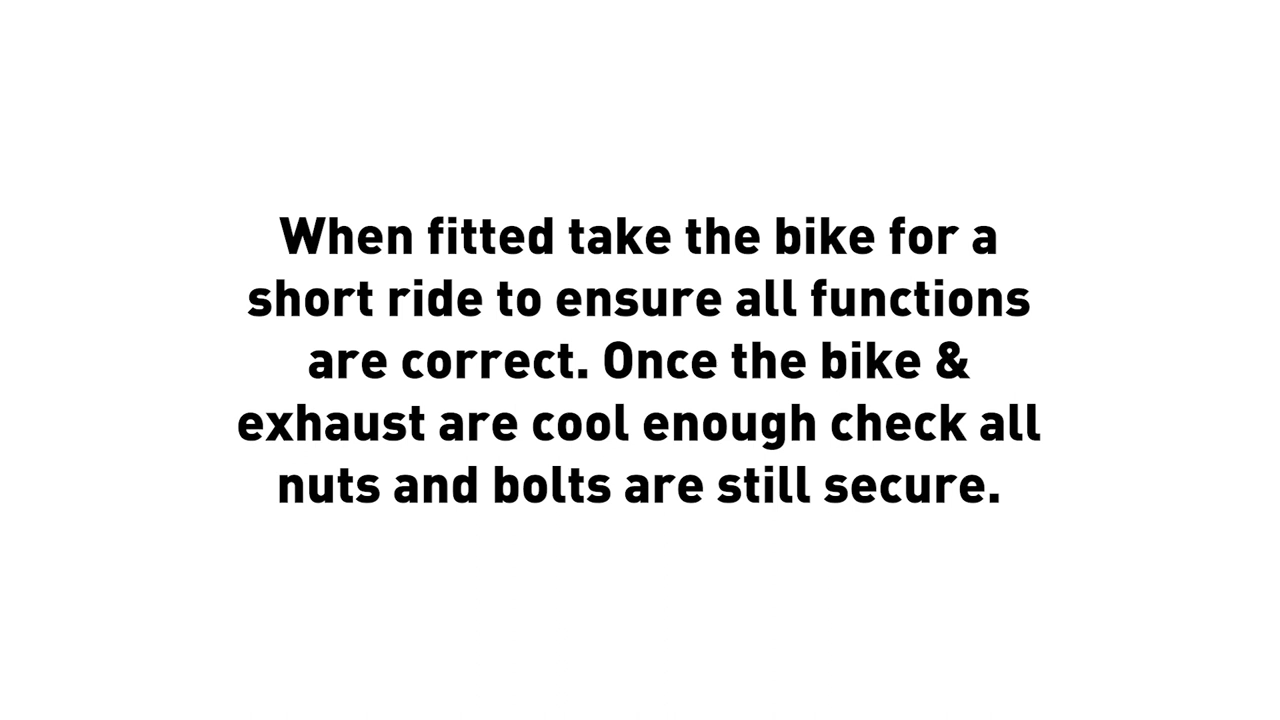 When fitted take the bike for a
short ride to ensure all functions
are correct. Once the bike &
exhaust are cool enough check all
nuts and bolts are still secure.